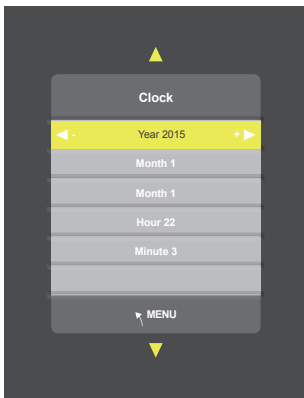 Clock
- Year 2015 +
Month 1
Month 1
Hour 22
Minute 3
MENU